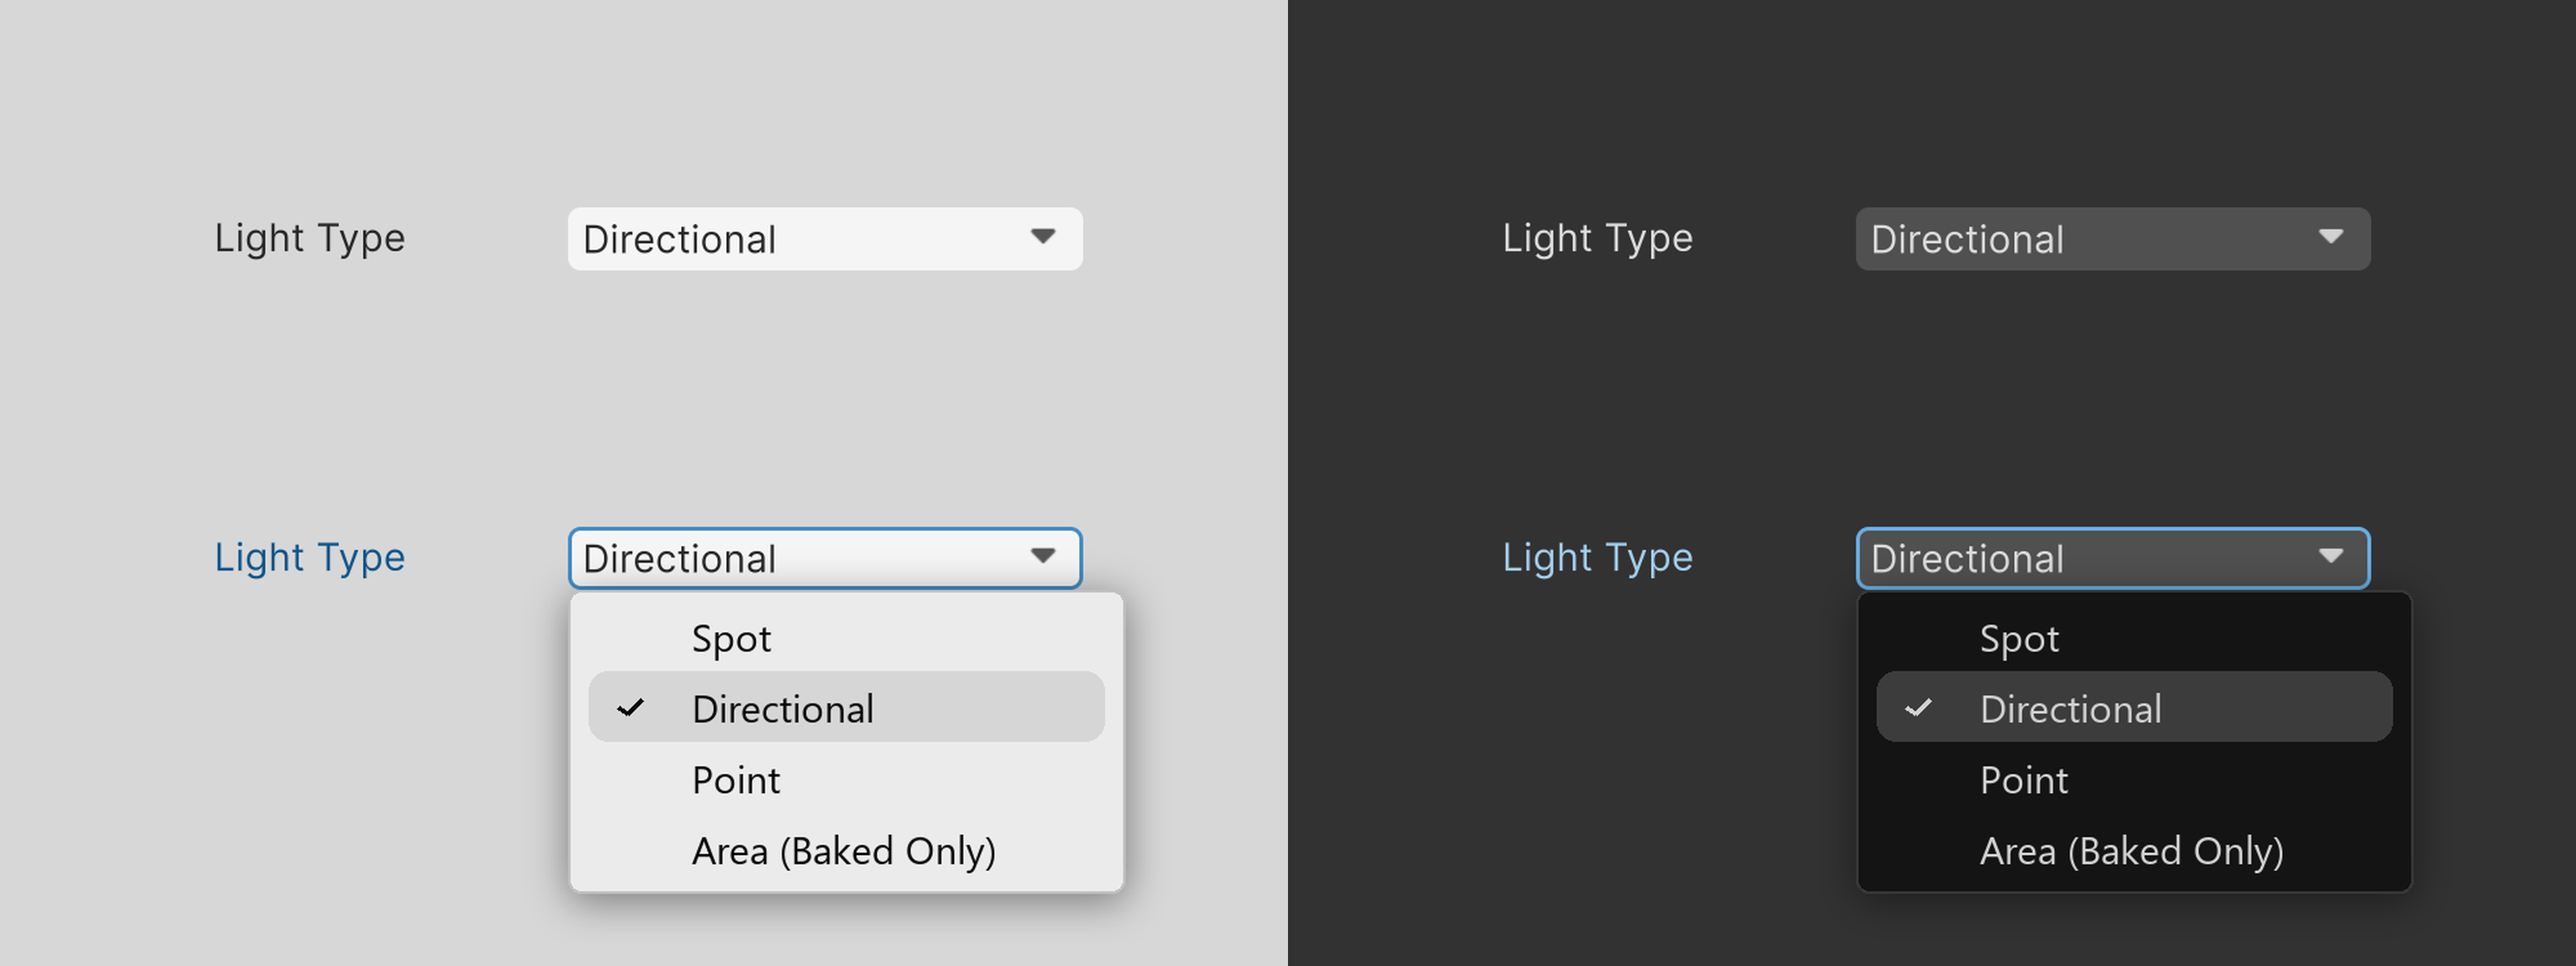 Light Type Directional
Light Type Directional
Spot
Directional
Point
Area (Baked Only)
Light Type Directional
Light Type Directional
Spot
Directional
Point
Area (Baked Only)